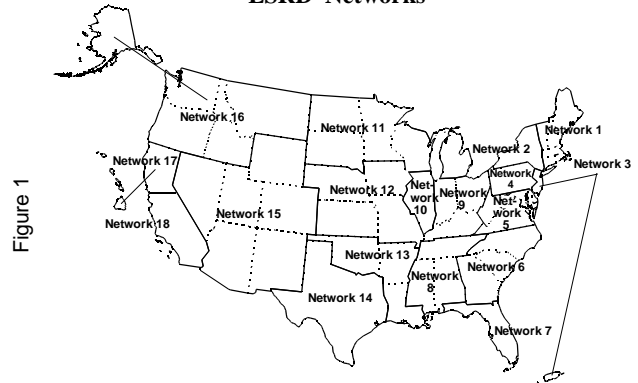 ESRD Networks
Figure 1
Network 16
Network 11
Network 2
Network 1
Network 3
Network 17
Network 12
Net-
work
10
Network
9
Network
4
Net-
work
5
Network 18
Network 15
Network 13
Network
8
Network 6
Network 14
Network 7